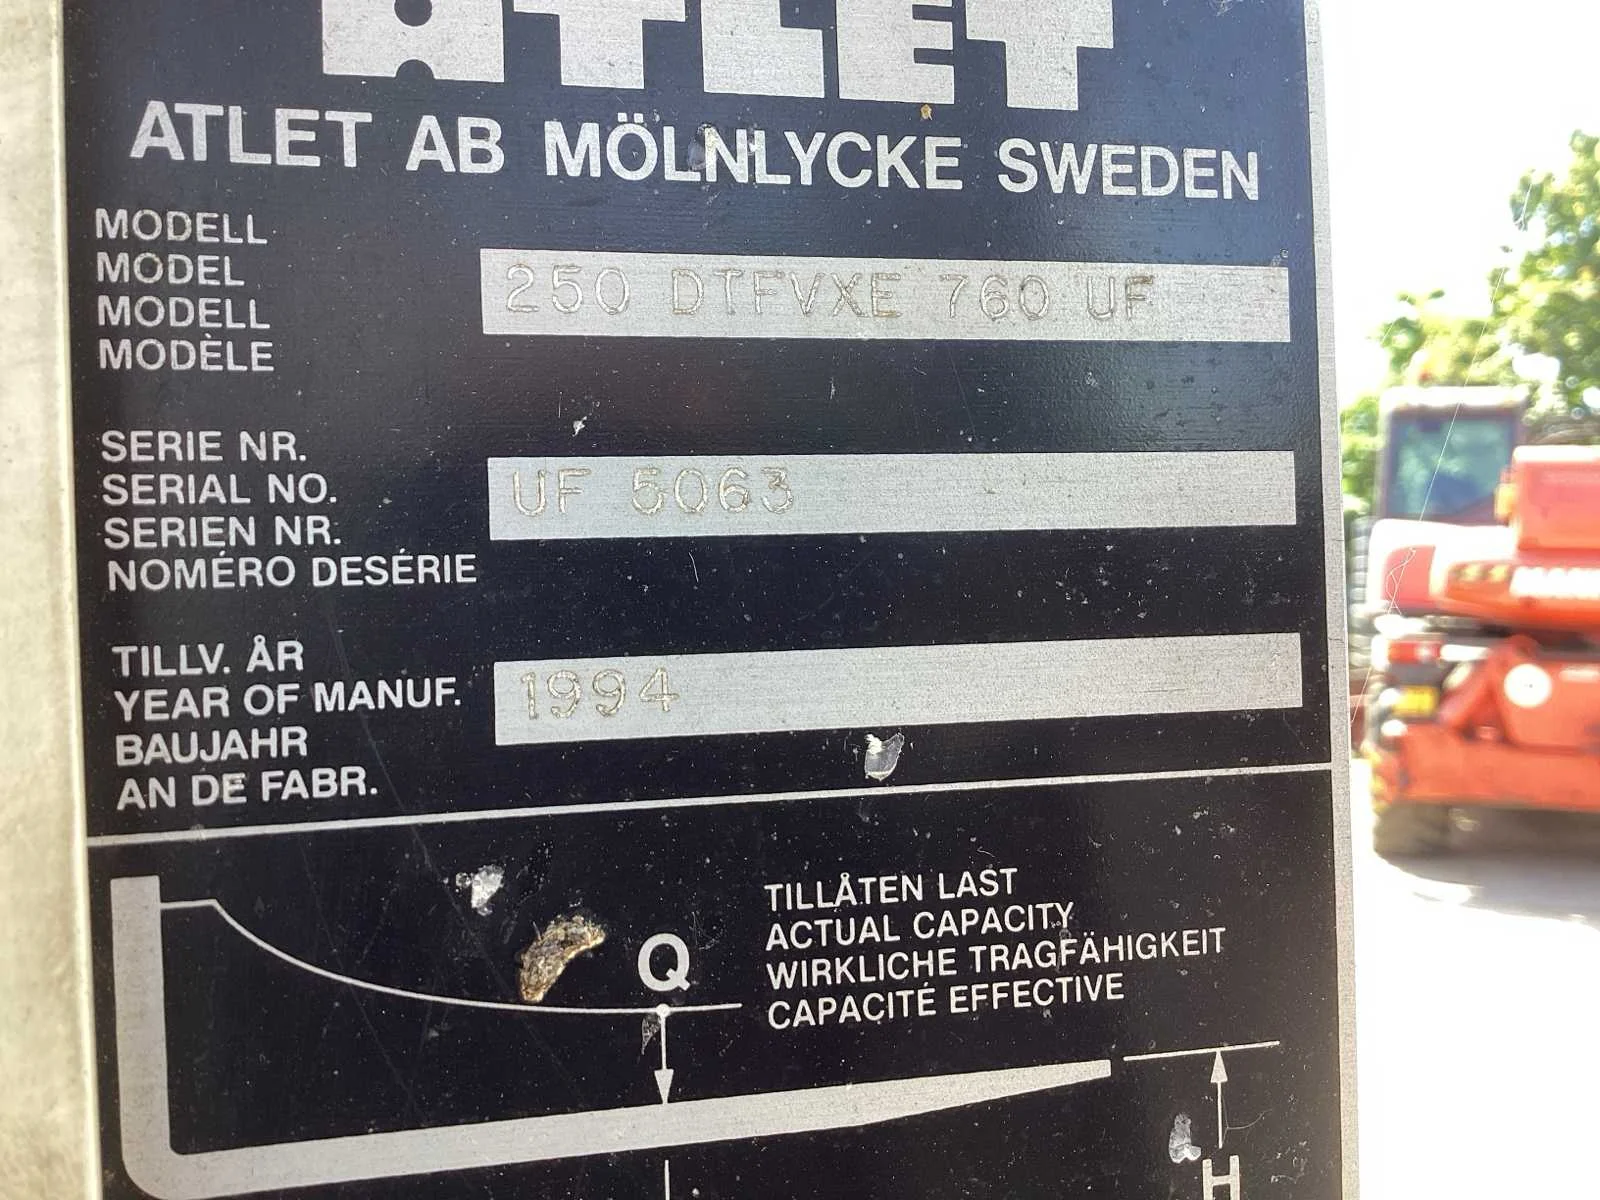 ATLET
ATLET AB MÖLNLYCKE SWEDEN
MODELL
MODEL
MODELL
MODÈLE
250 DTFVXE 760 UF
SERIE NR.
SERIAL NO.
SERIEN NR.
NOMÉRO DESÉRIE
UF 5063
TILLV. ÅR
YEAR OF MANUF.
BAUJAHR
AN DE FABR.
1994
Q
TILLÅTEN LAST
ACTUAL CAPACITY
WIRKLICHE TRAGFÄHIGKEIT
CAPACITÉ EFFECTIVE
H